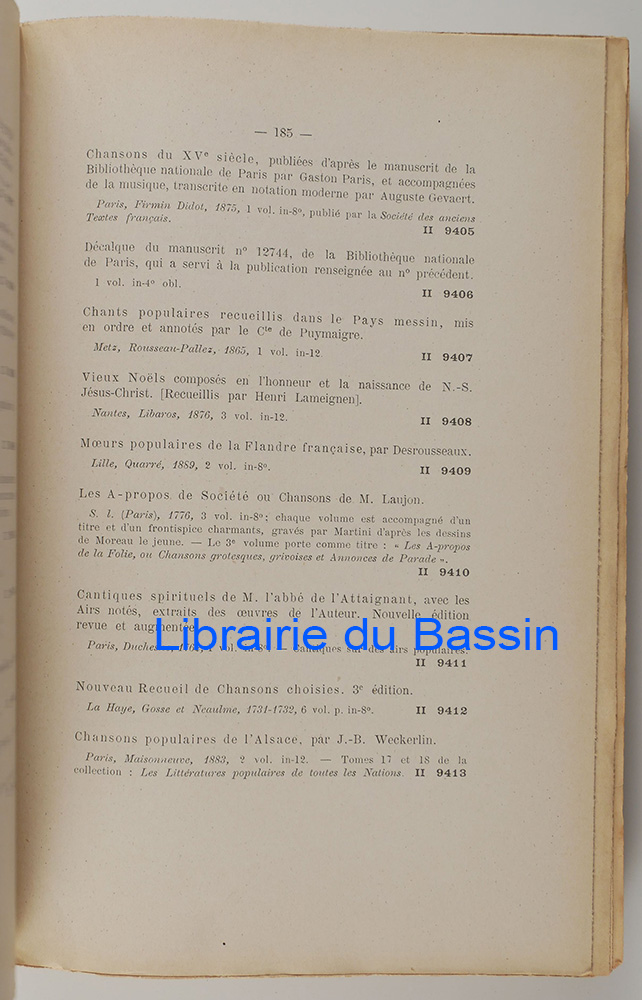 — 185 —
Chansons du XVe siècle, publiées d'après le manuscrit de la
Bibliothèque nationale de Paris par Gaston Paris, et accompagnées
de la musique, transcrite en notation moderne par Auguste Gevaert.
Paris, Firmin Didot, 1875, 1 vol. in-8º, publié par la Société des anciens
Textes français.
II 9405
Décalque du manuscrit nº 12744, de la Bibliothèque nationale
de Paris, qui a servi à la publication renseignée au nº précédent.
1 vol. in-4º obl.
II 9406
Chants populaires recueillis dans le Pays messin, mis
en ordre et annotés par le Cte de Puymaigre.
Metz, Rousseau-Pallez, 1865, 1 vol. in-12.
II 9407
Vieux Noëls composés en l'honneur et la naissance de N.-S.
Jésus-Christ. [Recueillis par Henri Lameignen].
Nantes, Libaros, 1876, 3 vol. in-12.
II 9408
Mœurs populaires de la Flandre française, par Desrousseaux.
Lille, Quarré, 1889, 2 vol. in-8º.
II 9409
Les A-propos de Société ou Chansons de M. Laujon.
S. l. (Paris), 1776, 3 vol. in-8º; chaque volume est accompagné d'un
titre et d'un frontispice charmants, gravés par Martini d'après les dessins
de Moreau le jeune. — Le 3e volume porte comme titre : « Les A-propos
de la Folie, ou Chansons grotesques, grivoises et Annonces de Parade ».
II 9410
Cantiques spirituels de M. l'abbé de l'Attaignant, avec les
Airs notés, extraits des œuvres de l'Auteur. Nouvelle édition
revue et augmentée
Librairie du Bassin
Paris, vol. in-8º — Cantiques sur des airs populaires.
II 9411
Nouveau Recueil de Chansons choisies. 3e édition.
La Haye, Gosse et Neaulme, 1731-1732, 6 vol. p. in-8º. II 9412
Chansons populaires de l'Alsace, par J.-B. Weckerlin.
Paris, Maisonneuve, 1883, 2 vol. in-12. — Tomes 17 et 18 de la
collection : Les Littératures populaires de toutes les Nations. II 9413